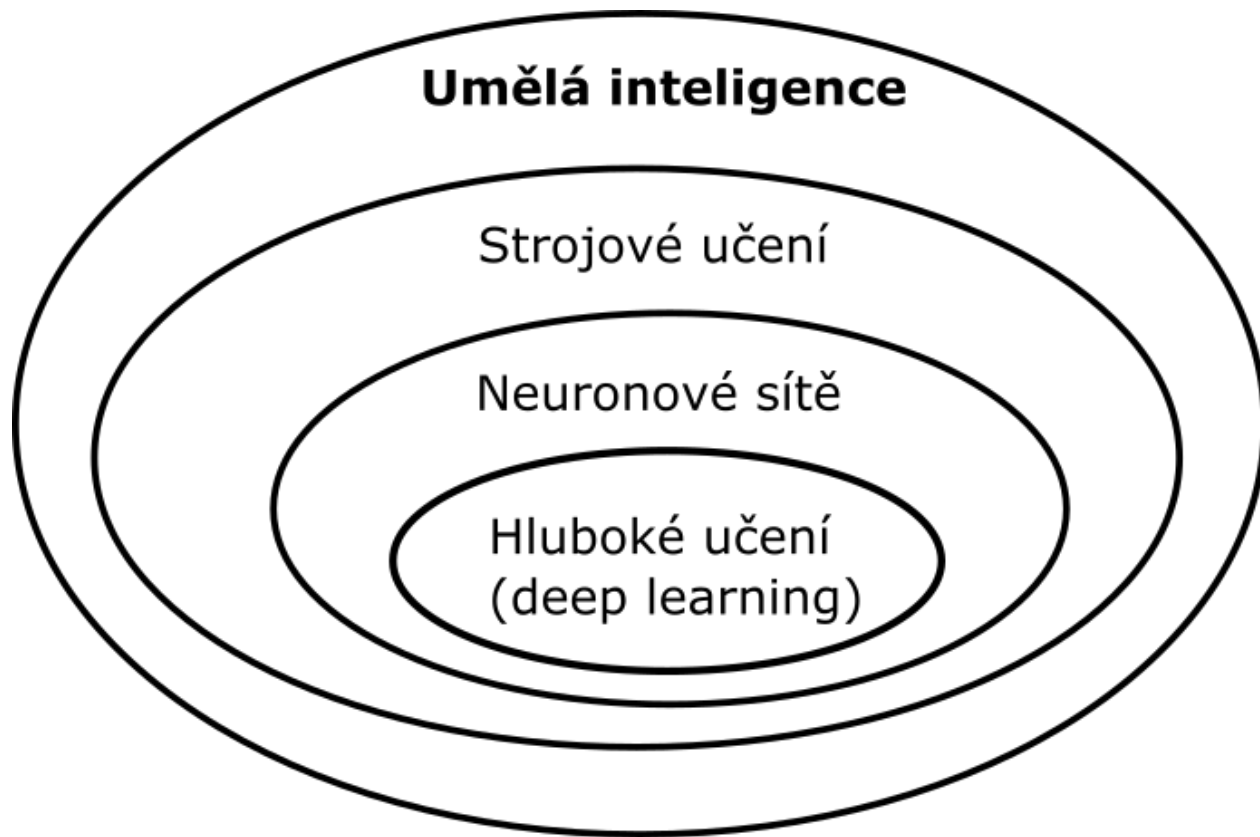 Umělá inteligence
Strojové učení
Neuronové sítě
Hluboké učení
(deep learning)